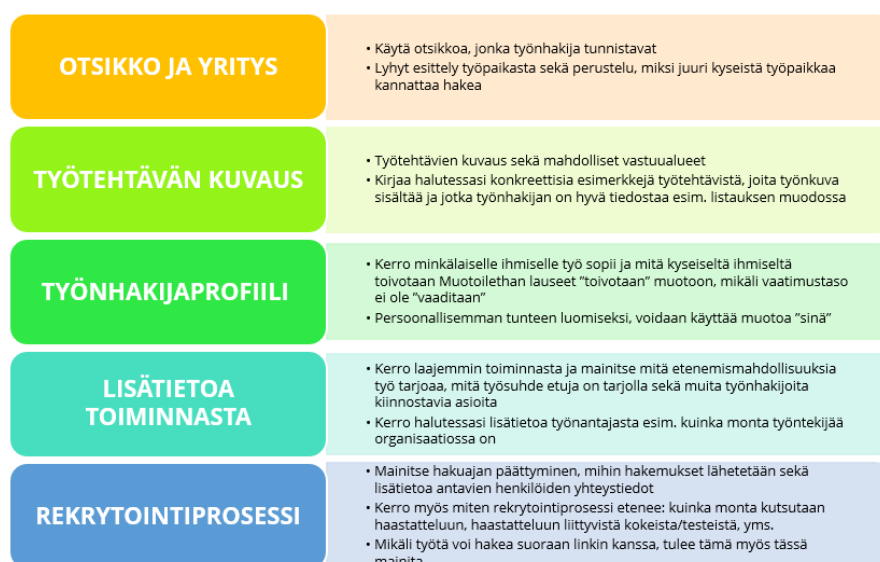 OTSIKKO JA YRITYS
• Käytä otsikkoa, jonka työnhakija tunnistavat
• Lyhyt esittely työpaikasta sekä perustelu, miksi juuri kyseistä työpaikkaa
kannattaa hakea
TYÖTEHTÄVÄN KUVAUS
• Työtehtävien kuvaus sekä mahdolliset vastuualueet
• Kirjaa halutessasi konkreettisia esimerkkejä työtehtävistä, joita työnkuva
sisältää ja jotka työnhakijan on hyvä tiedostaa esim. listauksen muodossa
TYÖNHAKIJAPROFIILI
• Kerro minkälaiselle ihmiselle työ sopii ja mitä kyseiseltä ihmiseltä
toivotaan Muotoilethan lauseet ”toivotaan” muotoon, mikäli vaatimustaso
ei ole ”vaaditaan”
• Persoonallisemman tunteen luomiseksi, voidaan käyttää muotoa ”sinä”
LISÄTIETOA
TOIMINNASTA
• Kerro laajemmin toiminnasta ja mainitse mitä etenemismahdollisuuksia
työ tarjoaa, mitä työsuhde etuja on tarjolla sekä muita työnhakijoita
kiinnostavia asioita
• Kerro halutessasi lisätietoa työnantajasta esim. kuinka monta työntekijää
organisaatiossa on
REKRYTOINTIPROSESSI
• Mainitse hakuajan päättyminen, mihin hakemukset lähetetään sekä
lisätietoa antavien henkilöiden yhteystiedot
• Kerro myös miten rekrytointiprosessi etenee: kuinka monta kutsutaan
haastatteluun, haastatteluun liittyvistä kokeista/testeistä, yms.
• Mikäli työtä voi hakea suoraan linkin kanssa, tulee tämä myös tässä
mainita